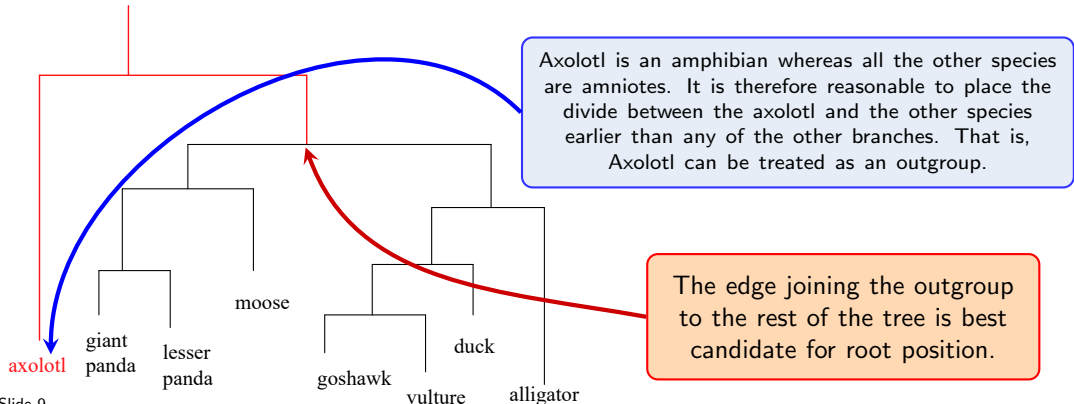 Axolotl is an amphibian whereas all the other species
are amniotes. It is therefore reasonable to place the
divide between the axolotl and the other species
earlier than any of the other branches. That is,
Axolotl can be treated as an outgroup.
The edge joining the outgroup
to the rest of the tree is best
candidate for root position.
axolotl
giant
panda
lesser
panda
moose
goshawk
vulture
duck
alligator
Slide 9